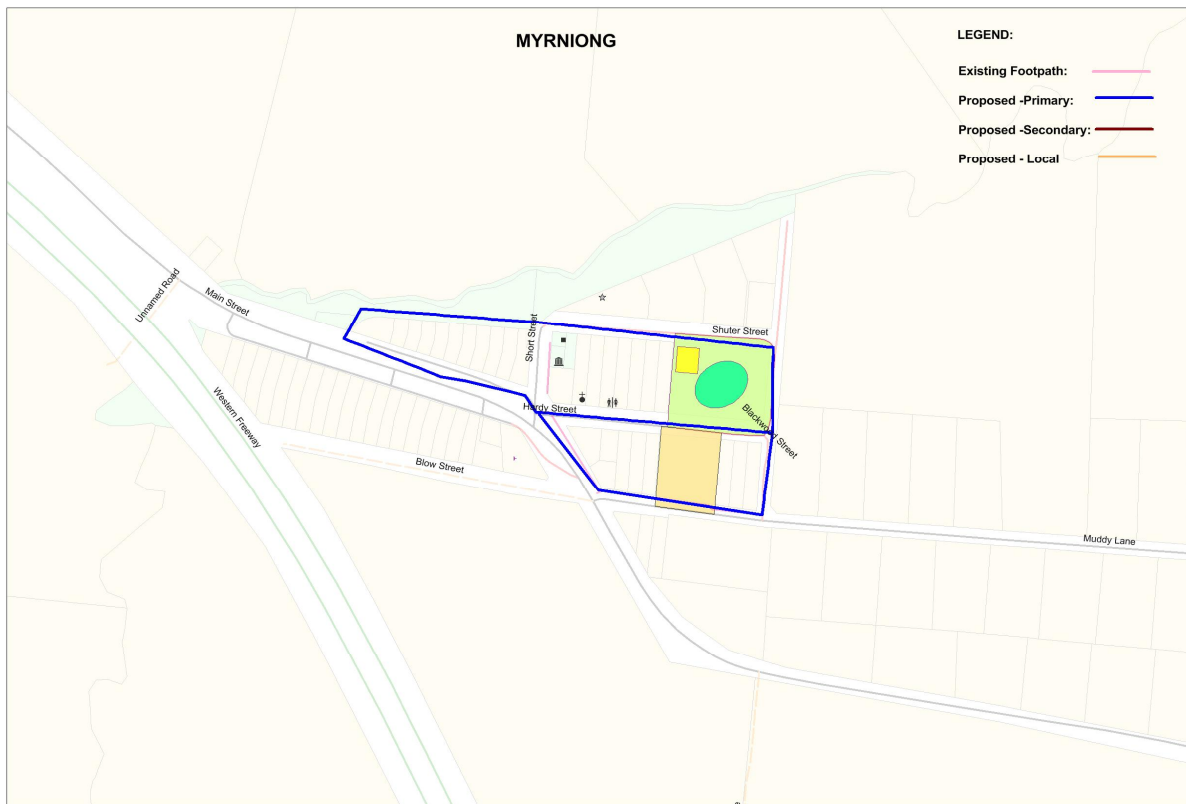 MYRNIONG
LEGEND:
Existing Footpath:
Proposed -Primary:
Proposed -Secondary:
Proposed - Local
Unnamed Road
Main Street
Short Street
Shuter Street
Hardy Street
Blackwood Street
Western Freeway
Blow Street
Muddy Lane